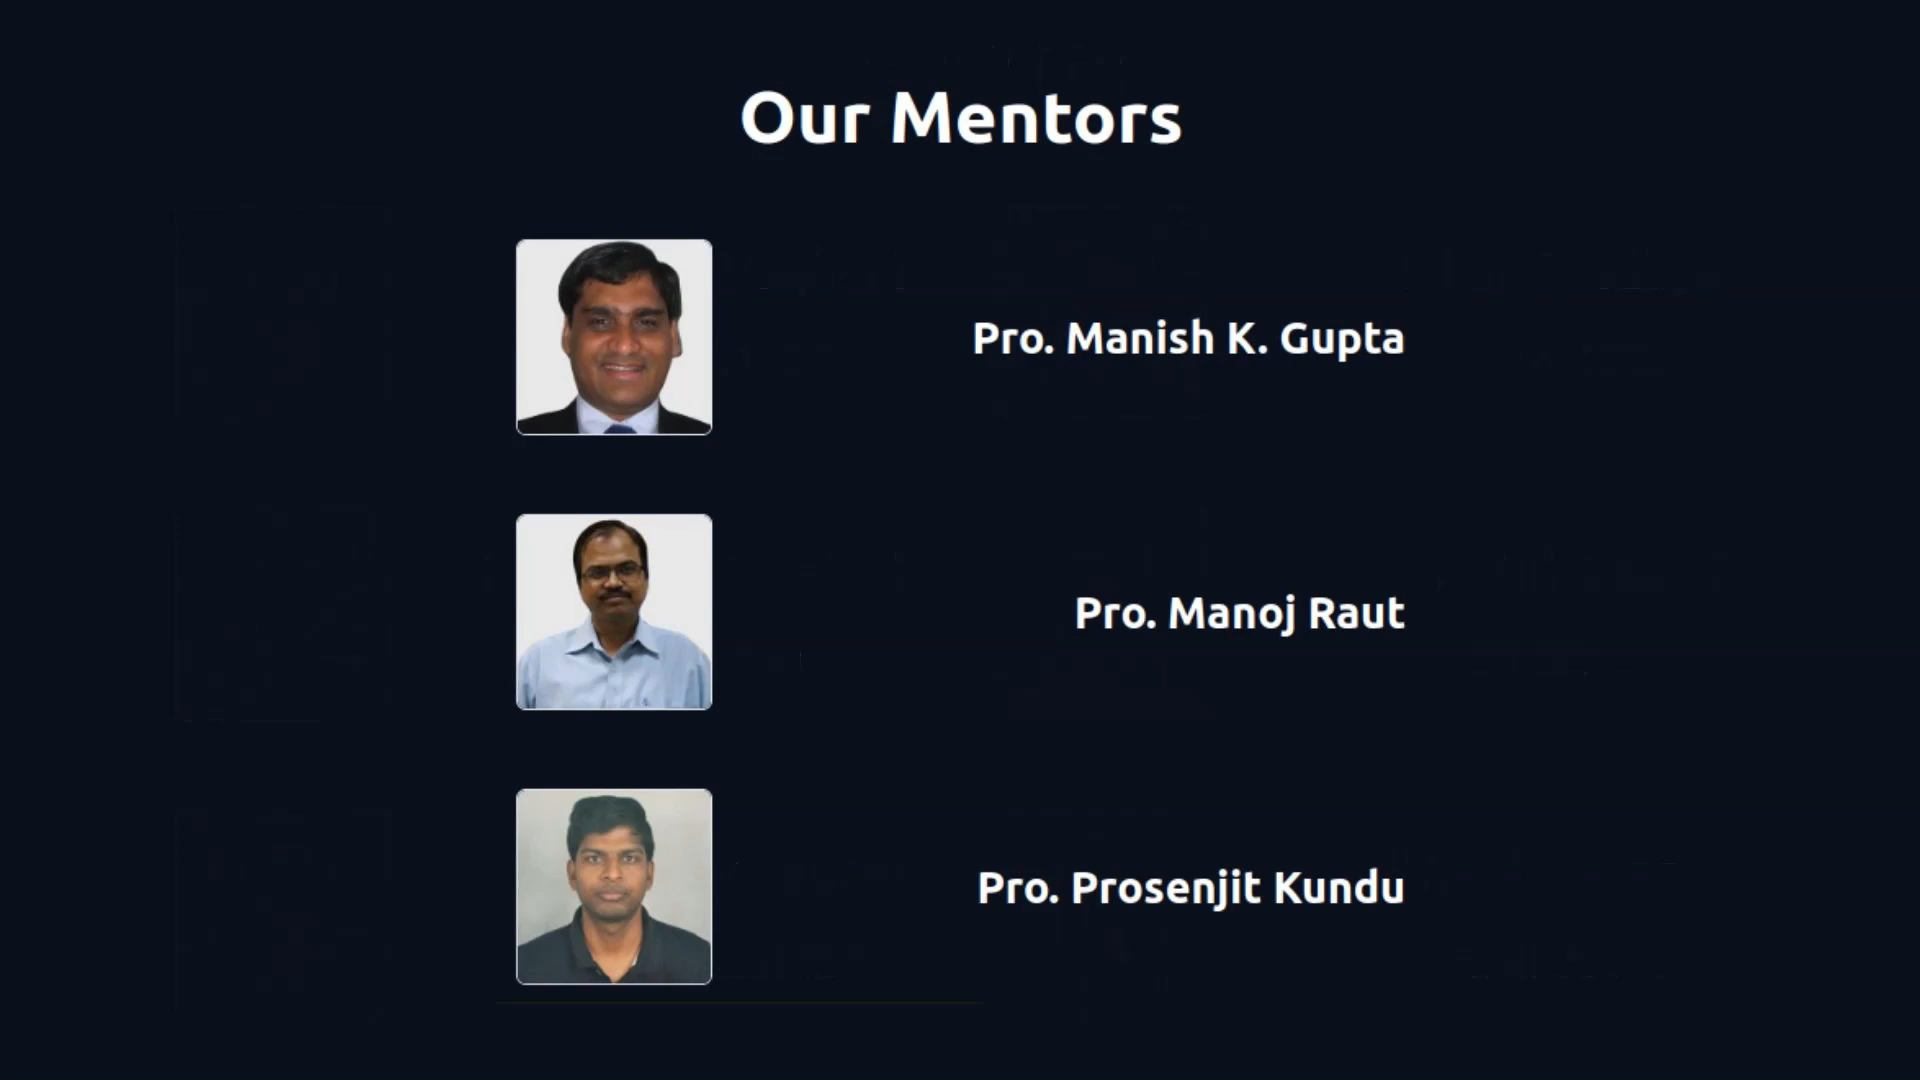 Our Mentors
Pro. Manish K. Gupta
Pro. Manoj Raut
Pro. Prosenjit Kundu